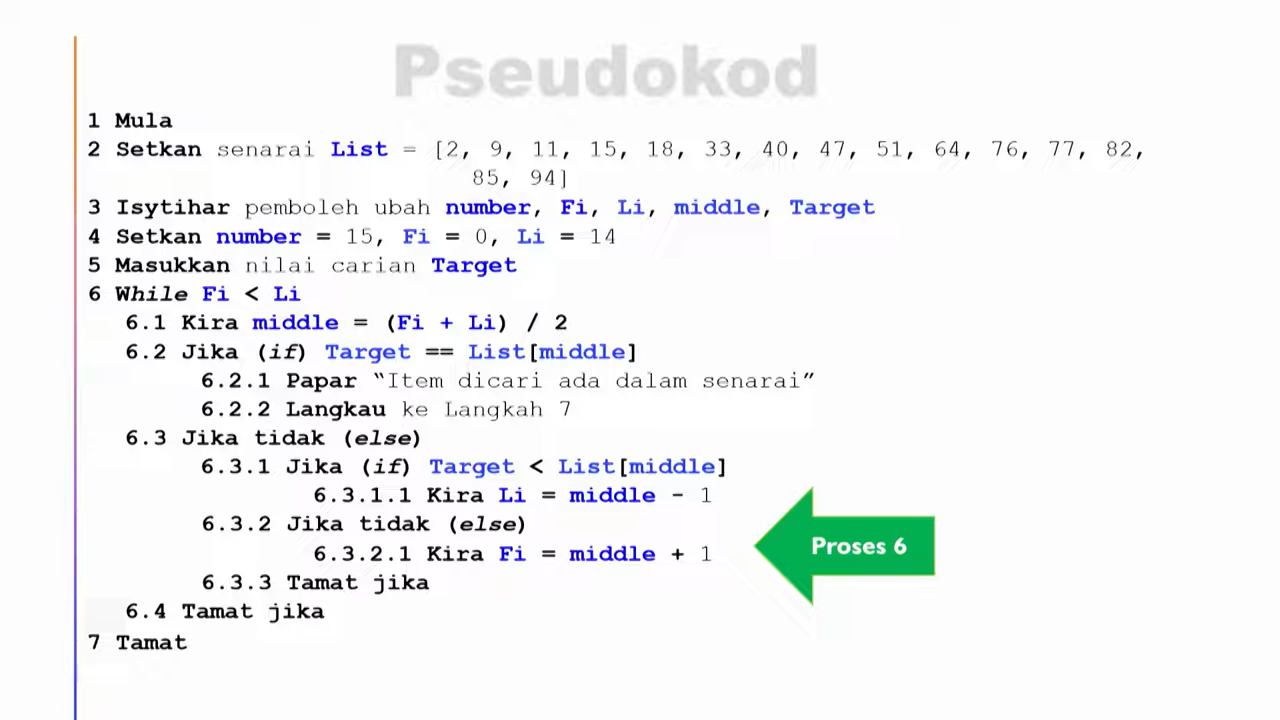 Pseudokod
1 Mula
2 Setkan senarai List = [2, 9, 11, 15, 18, 33, 40, 47, 51, 64, 76, 77, 82,
85, 94]
3 Isytihar pemboleh ubah number, Fi, Li, middle, Target
4 Setkan number = 15, Fi = 0, Li = 14
5 Masukkan nilai carian Target
6 While Fi < Li
6.1 Kira middle = (Fi + Li) / 2
6.2 Jika (if) Target == List[middle]
6.2.1 Papar “Item dicari ada dalam senarai”
6.2.2 Langkau ke Langkah 7
6.3 Jika tidak (else)
6.3.1 Jika (if) Target < List[middle]
6.3.1.1 Kira Li = middle - 1
6.3.2 Jika tidak (else)
6.3.2.1 Kira Fi = middle + 1
Proses 6
6.3.3 Tamat jika
6.4 Tamat jika
7 Tamat